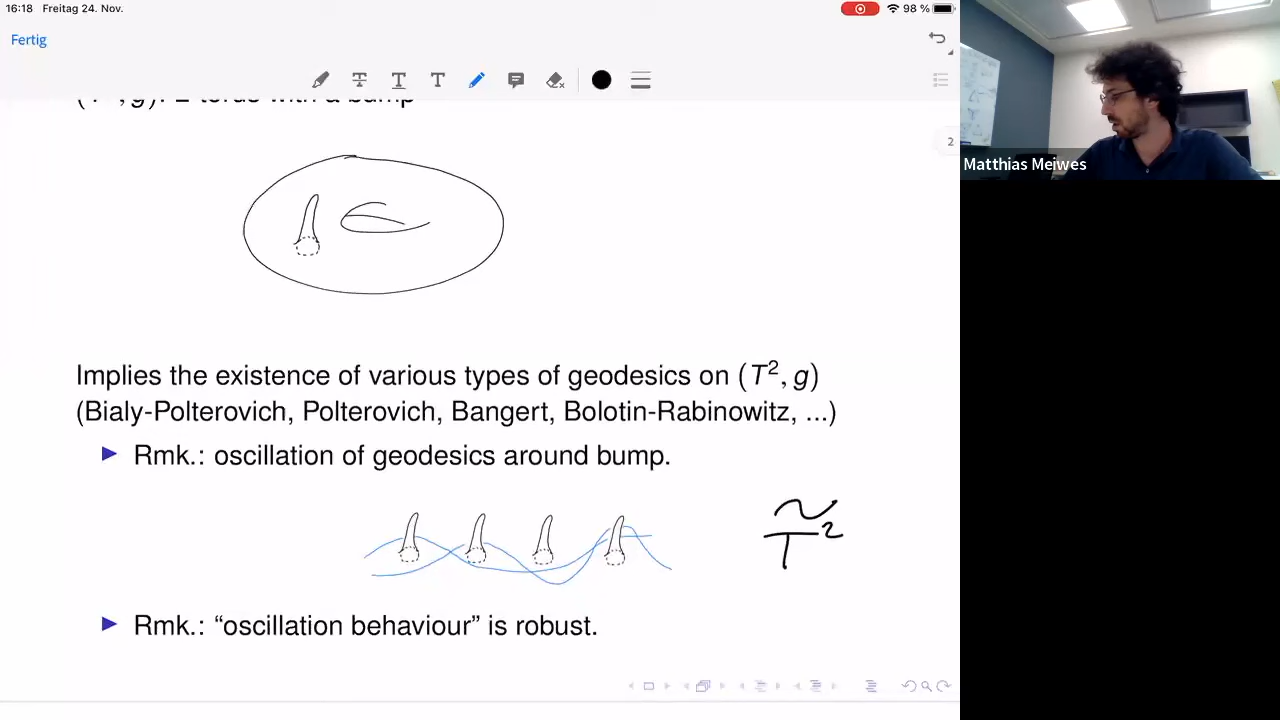 16:18 Freitag 24. Nov.
98 %
Fertig
2
Implies the existence of various types of geodesics on (T², g)
(Bialy-Polterovich, Polterovich, Bangert, Bolotin-Rabinowitz, ...)
▶ Rmk.: oscillation of geodesics around bump.
T̃²
▶ Rmk.: “oscillation behaviour” is robust.
Matthias Meiwes